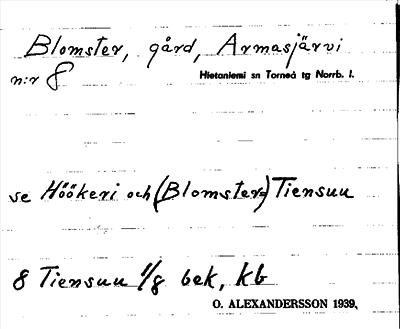 Blomster, gård, Armasjärvi
n:r 8 Hietaniemi sn Torneå tg Norrb. l.
se Höökeri och (Blomster=) Tiensuu
8 Tiensuu 1/8 bek, kb
O. ALEXANDERSSON 1939,